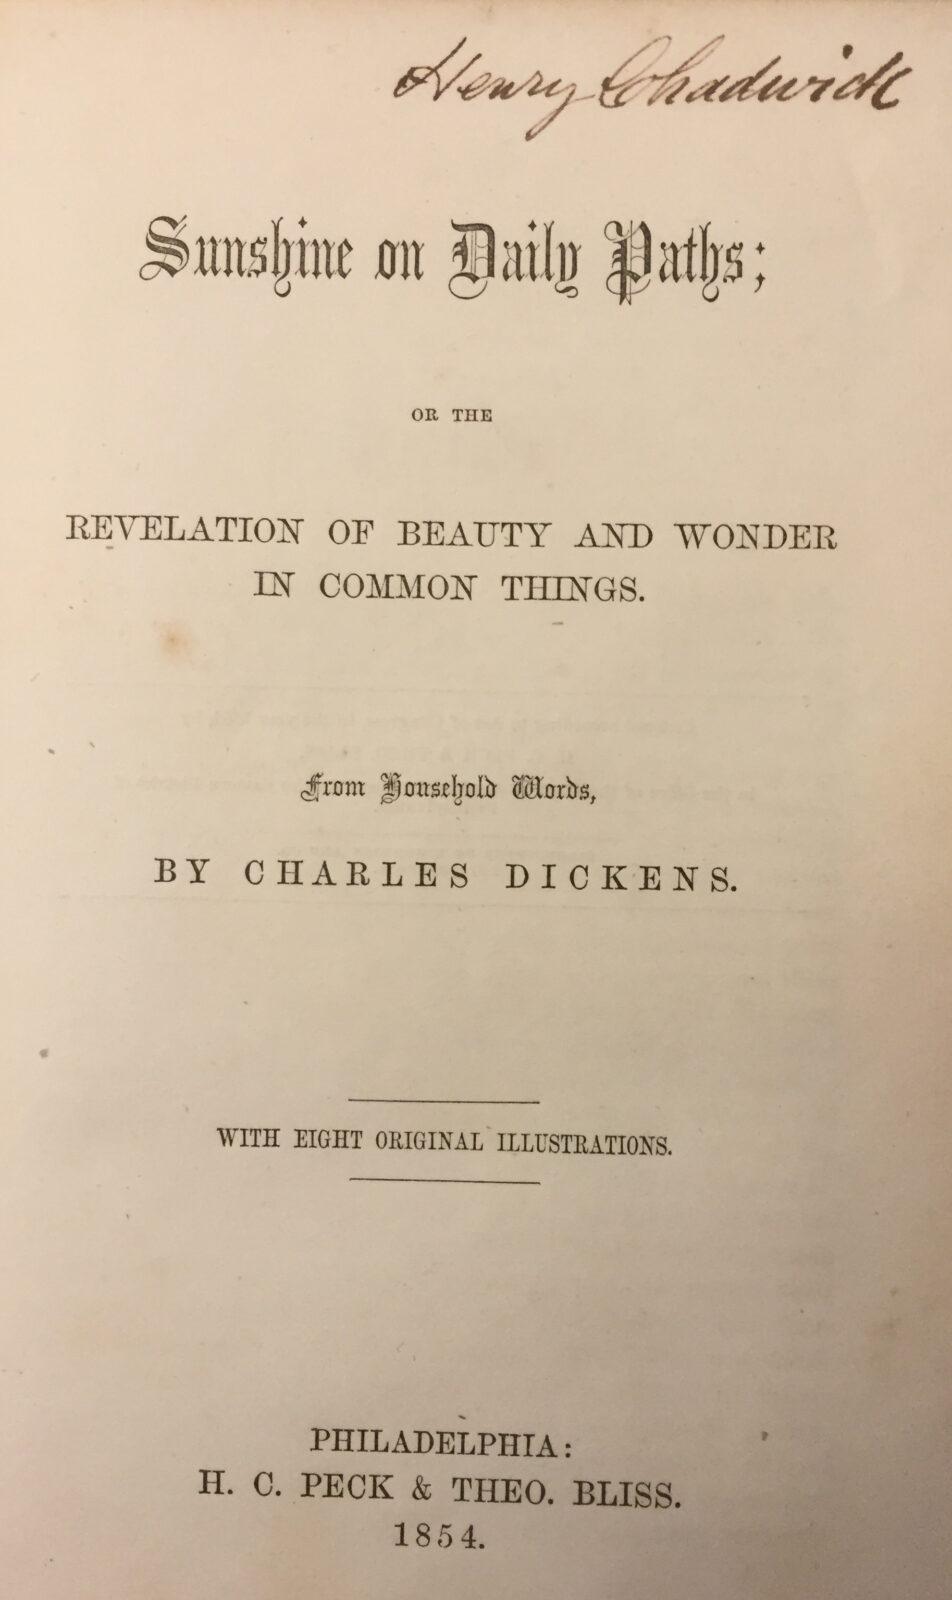 Henry Chadwick
Sunshine on Daily Paths;
OR THE
REVELATION OF BEAUTY AND WONDER
IN COMMON THINGS.
From Household Words,
BY CHARLES DICKENS.
WITH EIGHT ORIGINAL ILLUSTRATIONS.
PHILADELPHIA:
H. C. PECK & THEO. BLISS.
1854.